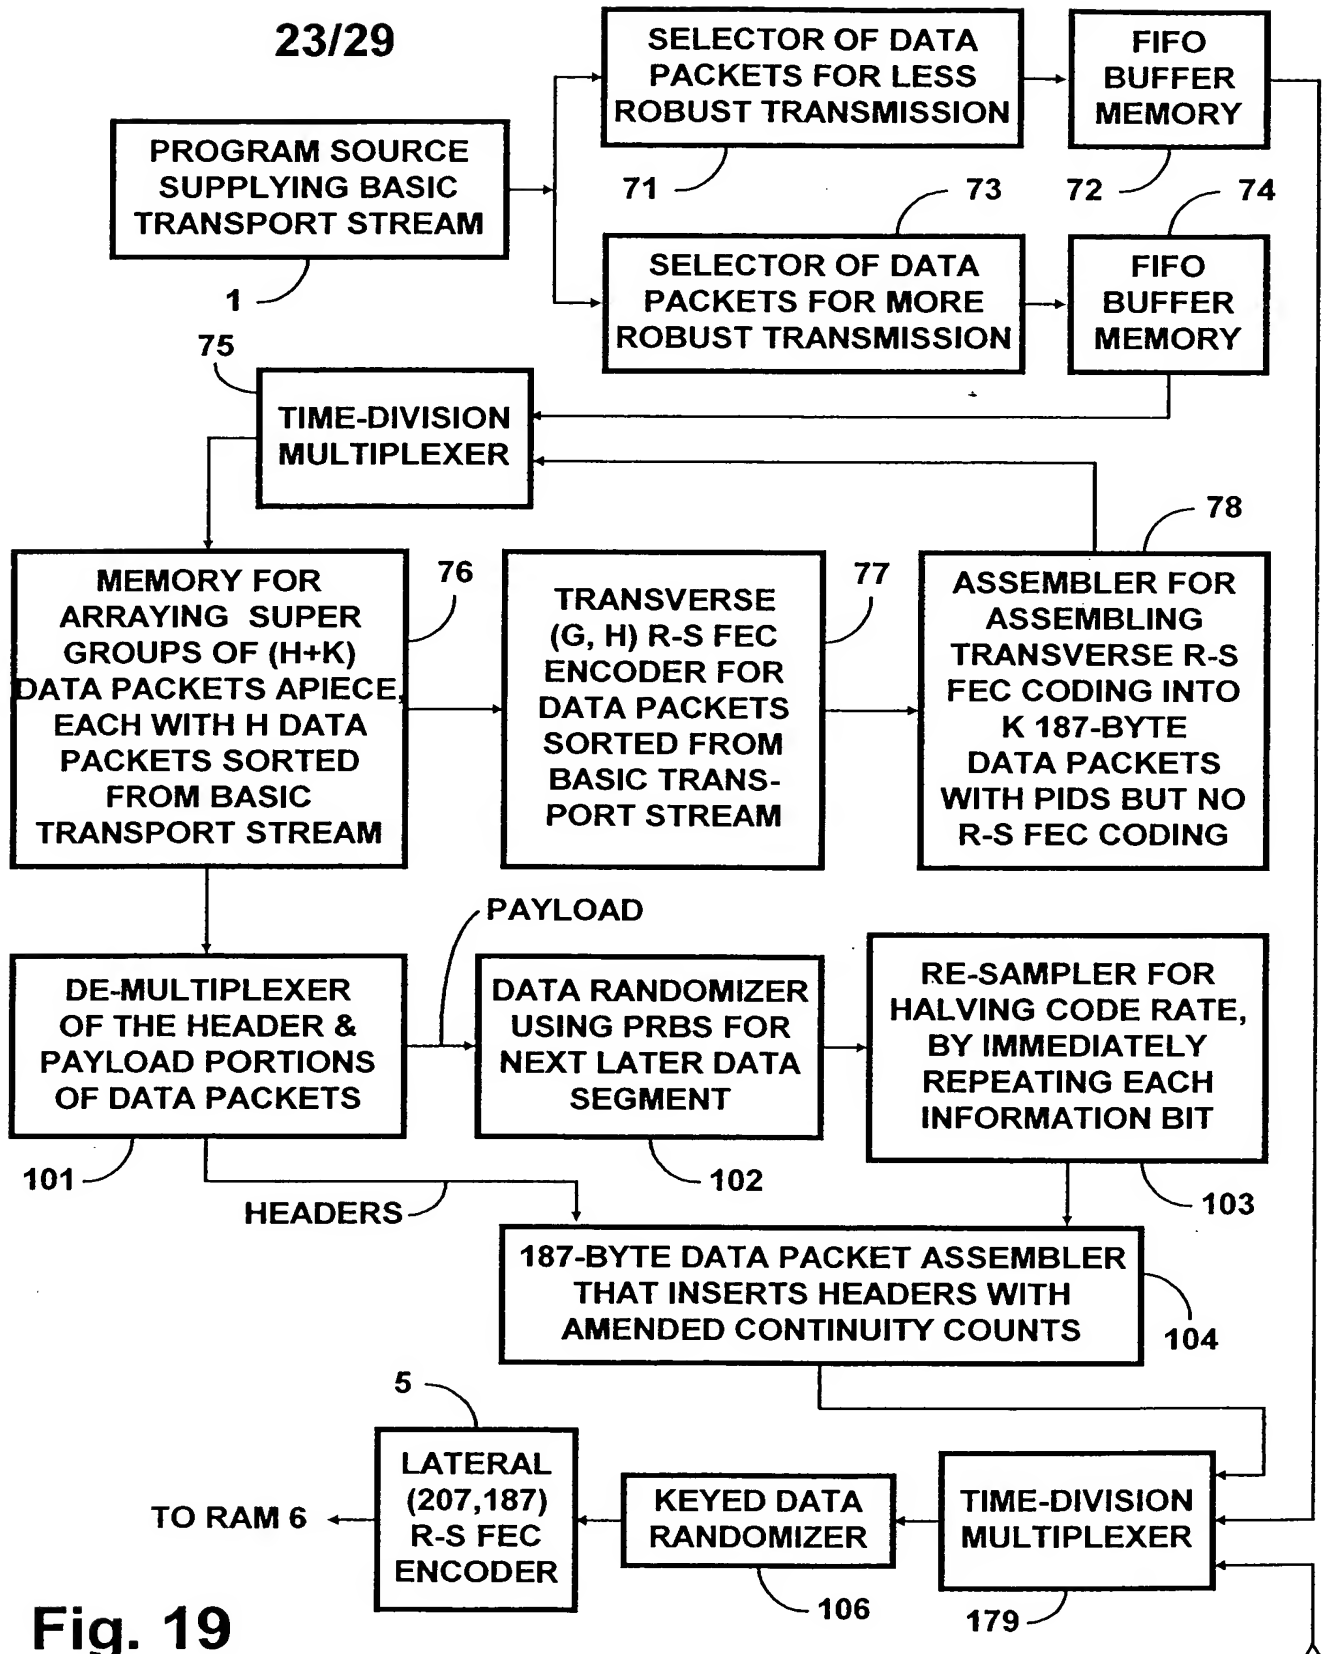 23/29
SELECTOR OF DATA
PACKETS FOR LESS
ROBUST TRANSMISSION
FIFO
BUFFER
MEMORY
PROGRAM SOURCE
SUPPLYING BASIC
TRANSPORT STREAM
71
73
72
74
1
SELECTOR OF DATA
PACKETS FOR MORE
ROBUST TRANSMISSION
FIFO
BUFFER
MEMORY
75
TIME-DIVISION
MULTIPLEXER
78
MEMORY FOR
ARRAYING SUPER
GROUPS OF (H+K)
DATA PACKETS APIECE,
EACH WITH H DATA
PACKETS SORTED
FROM BASIC
TRANSPORT STREAM
76
TRANSVERSE
(G, H) R-S FEC
ENCODER FOR
DATA PACKETS
SORTED FROM
BASIC TRANS-
PORT STREAM
77
ASSEMBLER FOR
ASSEMBLING
TRANSVERSE R-S
FEC CODING INTO
K 187-BYTE
DATA PACKETS
WITH PIDS BUT NO
R-S FEC CODING
PAYLOAD
DE-MULTIPLEXER
OF THE HEADER &
PAYLOAD PORTIONS
OF DATA PACKETS
DATA RANDOMIZER
USING PRBS FOR
NEXT LATER DATA
SEGMENT
RE-SAMPLER FOR
HALVING CODE RATE,
BY IMMEDIATELY
REPEATING EACH
INFORMATION BIT
101
102
103
HEADERS
187-BYTE DATA PACKET ASSEMBLER
THAT INSERTS HEADERS WITH
AMENDED CONTINUITY COUNTS
104
5
LATERAL
(207,187)
R-S FEC
ENCODER
TO RAM 6
KEYED DATA
RANDOMIZER
TIME-DIVISION
MULTIPLEXER
106
179
Fig. 19